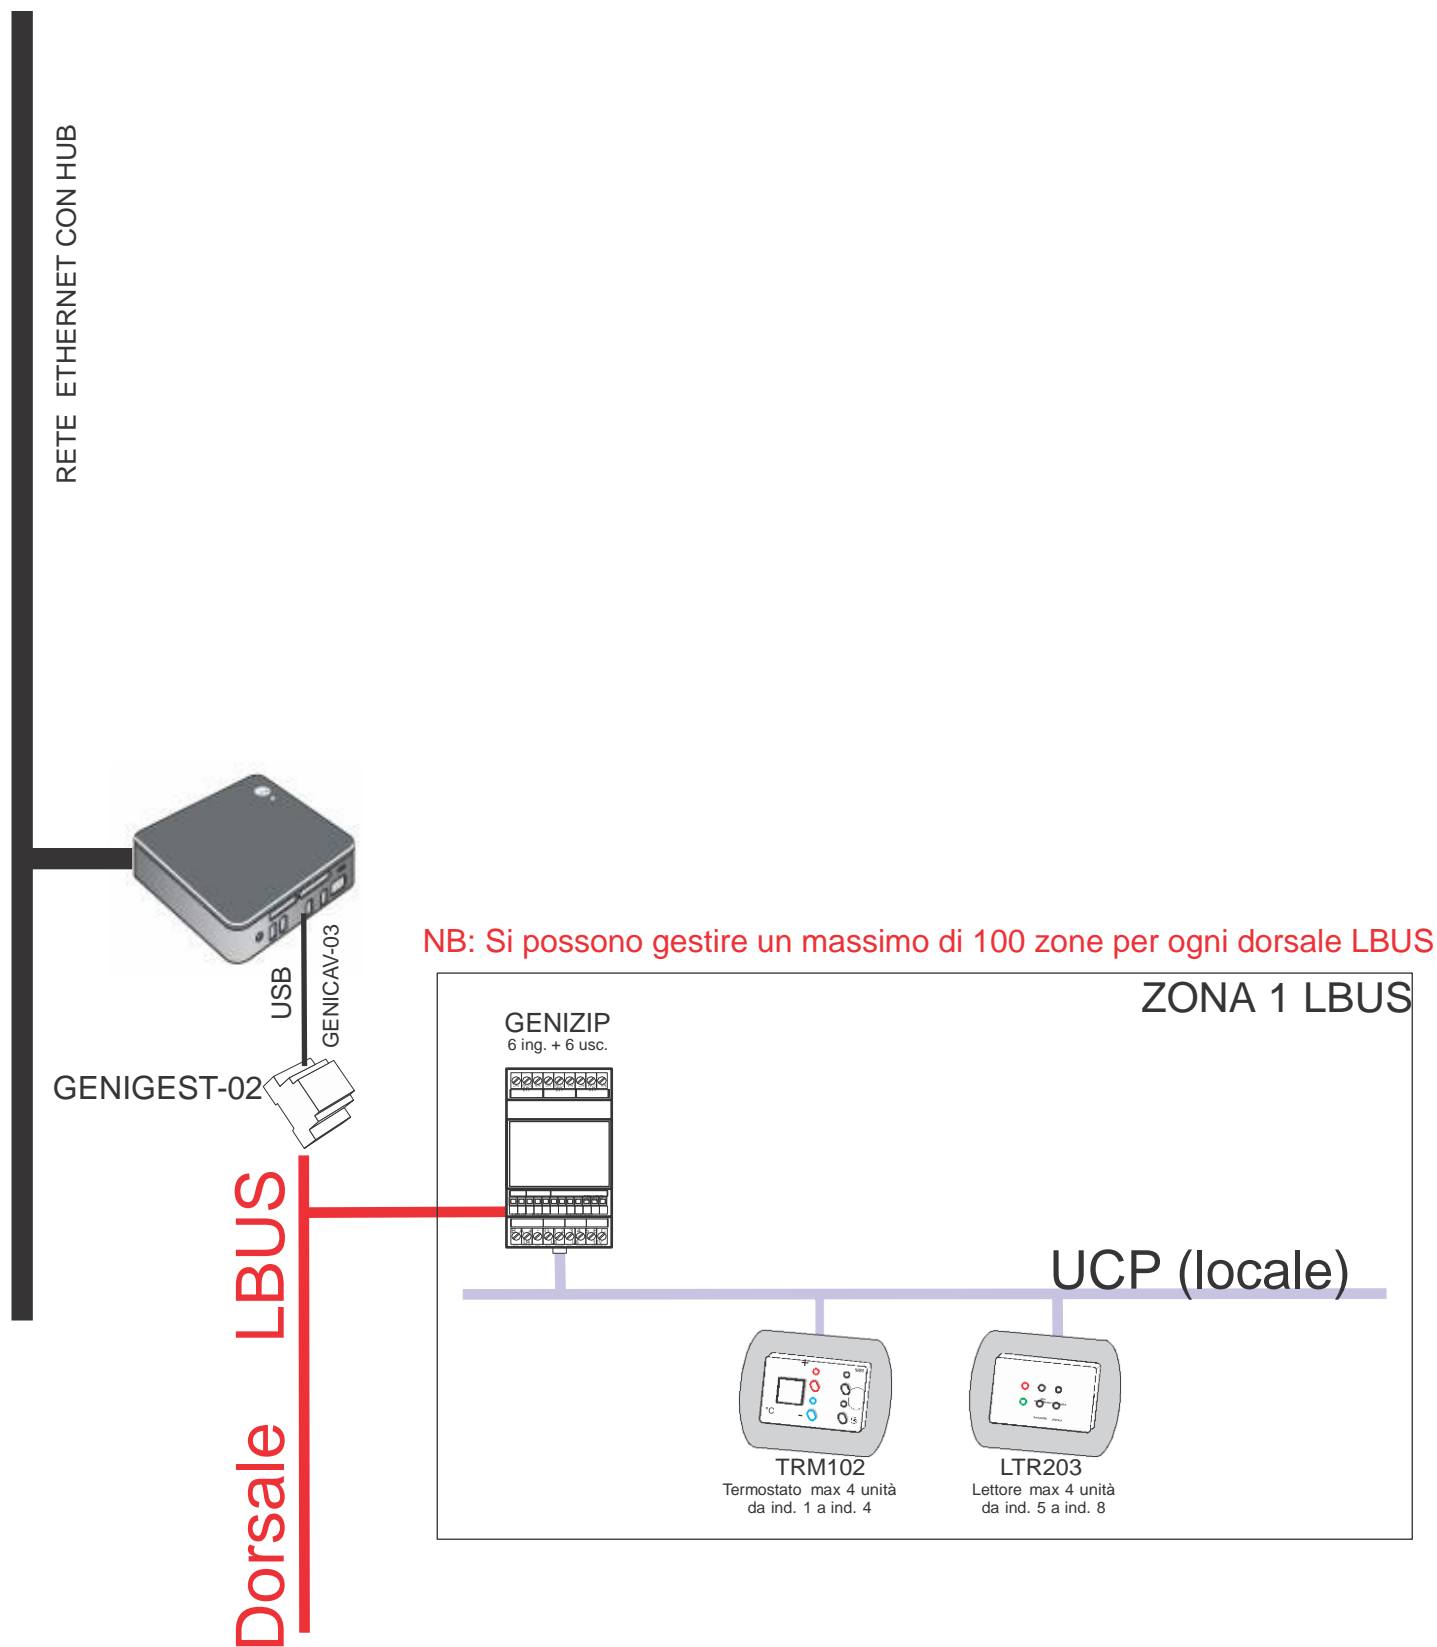 RETE ETHERNET CON HUB
USB
GENICAV-03
GENIGEST-02
NB: Si possono gestire un massimo di 100 zone per ogni dorsale LBUS
ZONA 1 LBUS
GENIZIP
6 ing. + 6 usc.
Dorsale LBUS
UCP (locale)
+
°C
-
TRM102
Termostato max 4 unità
da ind. 1 a ind. 4
LTR203
Lettore max 4 unità
da ind. 5 a ind. 8